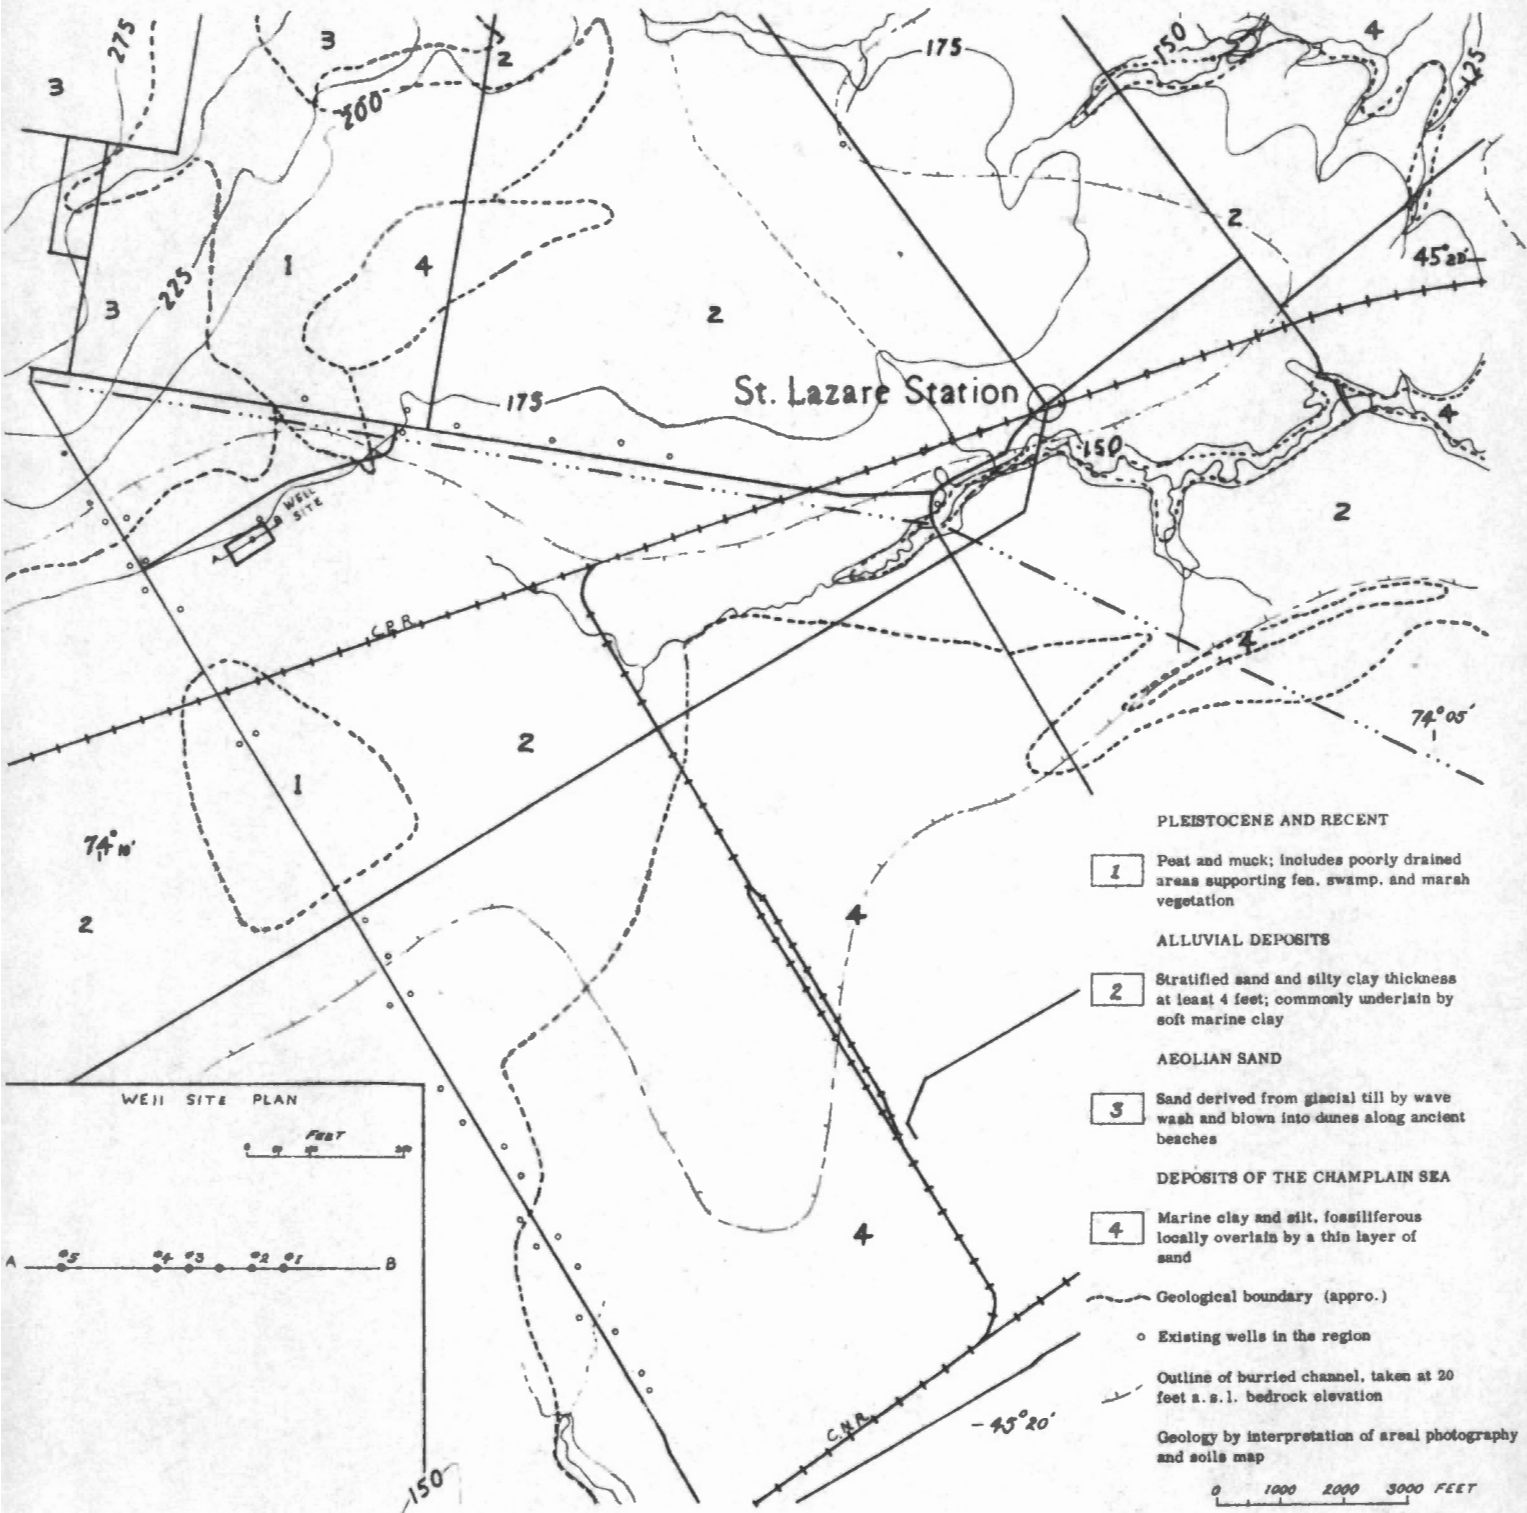 275
3
3
2
200
175
150
4
125
2
45°22'
1
4
225
3
2
St. Lazare Station
175
150
4
2
WELL
SITE
A
B
C.P.R.
4
74°05'
2
1
74°10'
2
4
4
PLEISTOCENE AND RECENT
1
Peat and muck; includes poorly drained
areas supporting fen, swamp, and marsh
vegetation
ALLUVIAL DEPOSITS
2
Stratified sand and silty clay thickness
at least 4 feet; commonly underlain by
soft marine clay
AEOLIAN SAND
3
Sand derived from glacial till by wave
wash and blown into dunes along ancient
beaches
DEPOSITS OF THE CHAMPLAIN SEA
4
Marine clay and silt, fossiliferous
locally overlain by a thin layer of
sand
Geological boundary (appro.)
Existing wells in the region
Outline of burried channel, taken at 20
feet a.s.l. bedrock elevation
Geology by interpretation of areal photography
and soils map
0 1000 2000 3000 FEET
WEll SITE PLAN
FEET
A #5 #4 #3 #2 #1 B
C.N.R.
-45°20'
150